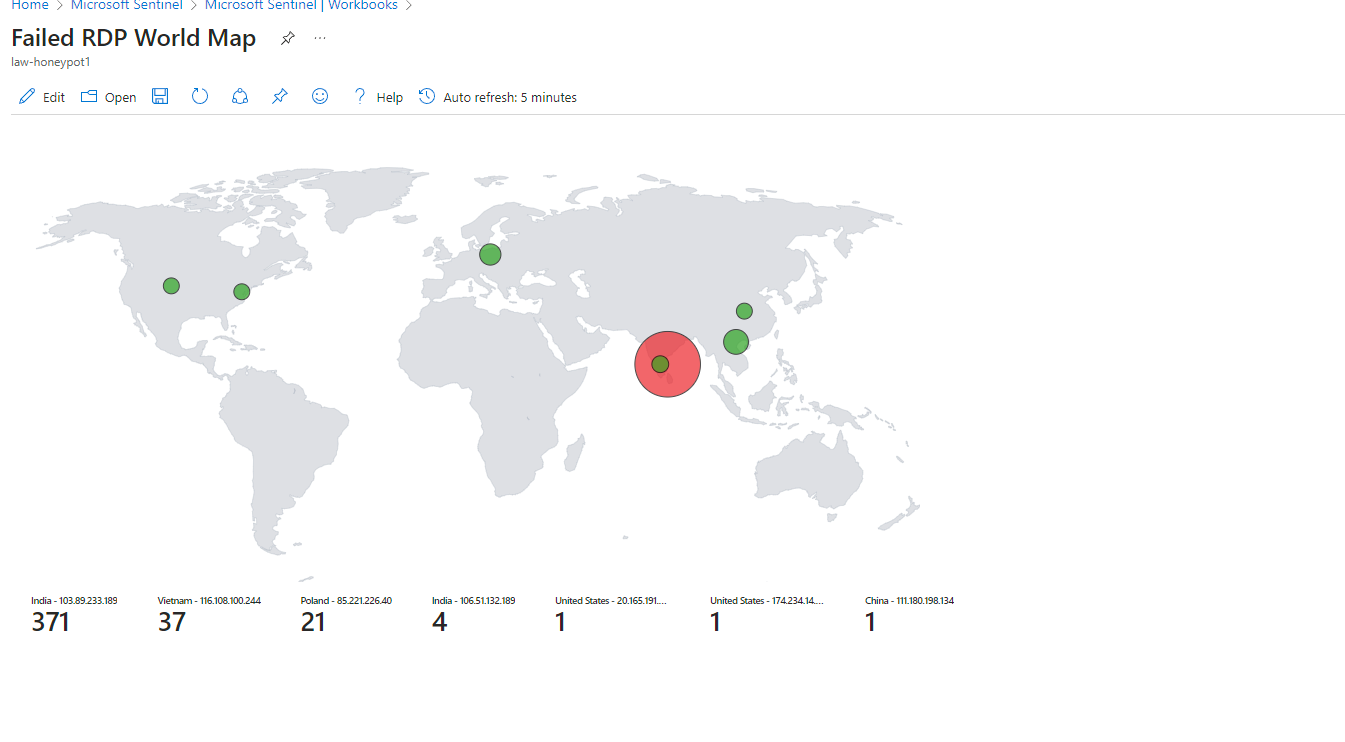 Home > Microsoft Sentinel > Microsoft Sentinel | Workbooks >
Failed RDP World Map ...
law-honeypot1
Edit Open ? Help Auto refresh: 5 minutes
India - 103.89.233.189 Vietnam - 116.108.100.244 Poland - 85.221.226.40 India - 106.51.132.189 United States - 20.165.191.... United States - 174.234.14.... China - 111.180.198.134
371 37 21 4 1 1 1